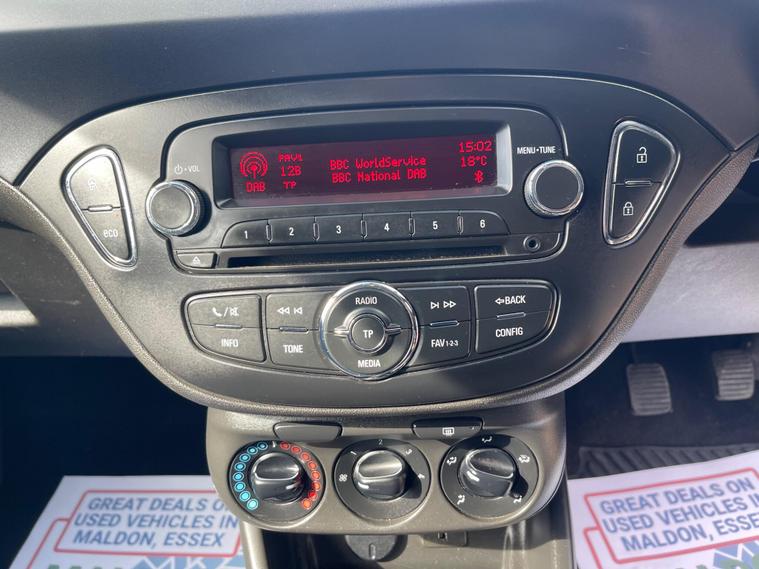 ⏻ • VOL
DAB
FAV1
12B
TP
BBC WorldService
BBC National DAB
15:02
18°C
MENU • TUNE
1 2 3 4 5 6
eco
RADIO
TP
MEDIA
INFO
TONE
FAV 1-2-3
BACK
CONFIG
2
GREAT DEALS ON
USED VEHICLES IN
MALDON, ESSEX
GREAT DEALS ON
USED VEHICLES IN
MALDON, ESSEX